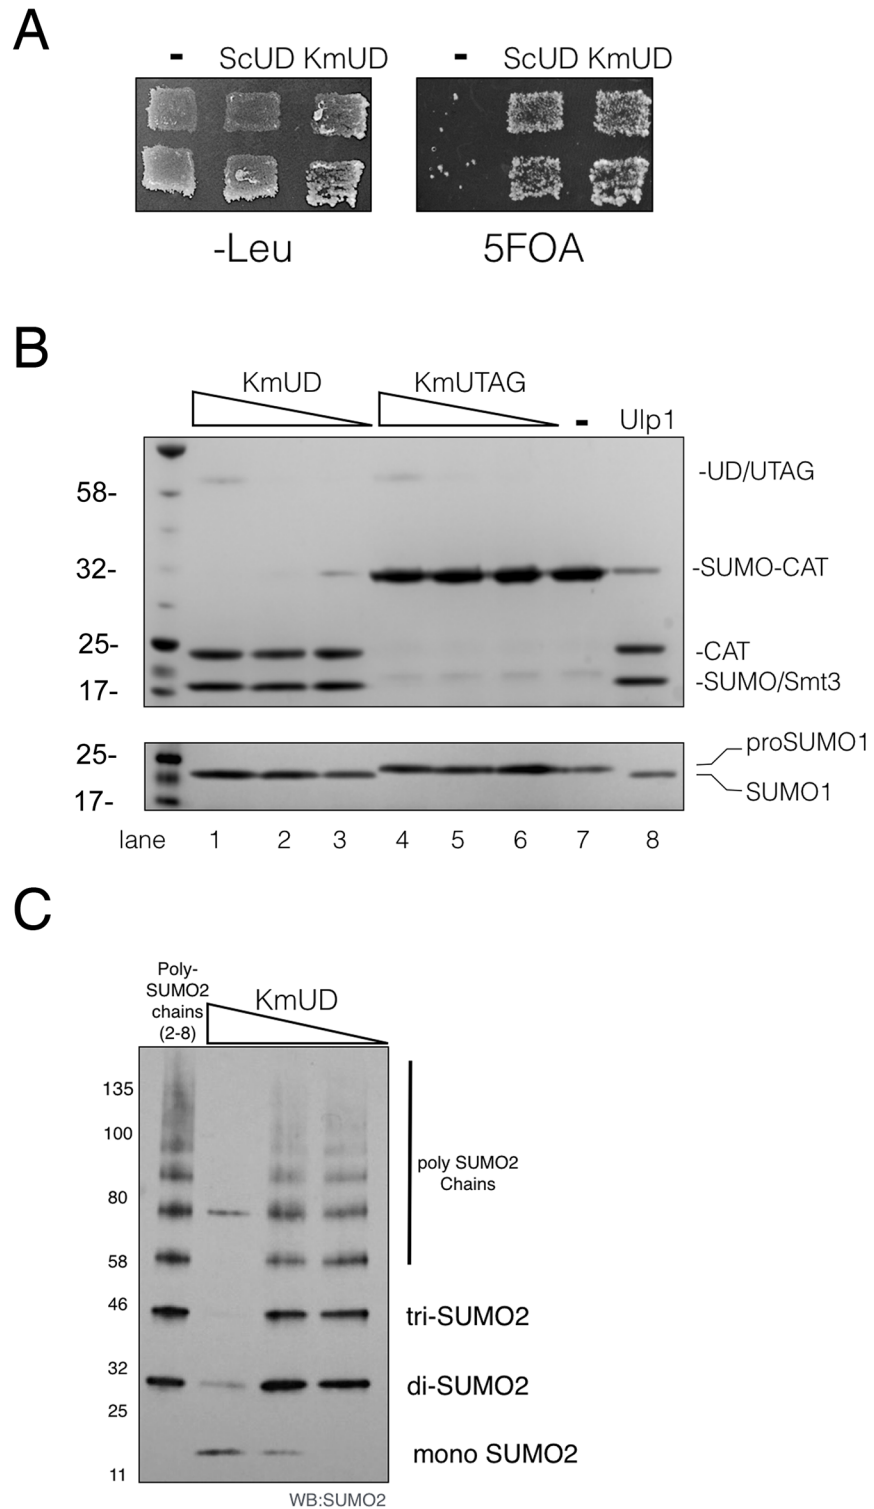 A
- ScUD KmUD - ScUD KmUD
-Leu 5FOA
B
KmUD KmUTAG - Ulp1
58-
32-
25-
17-
-UD/UTAG
-SUMO-CAT
-CAT
-SUMO/Smt3
25-
17-
proSUMO1
SUMO1
lane 1 2 3 4 5 6 7 8
C
Poly-
SUMO2
chains
(2-8)
KmUD
135
100
80
58
46
32
25
11
poly SUMO2
Chains
tri-SUMO2
di-SUMO2
mono SUMO2
WB:SUMO2